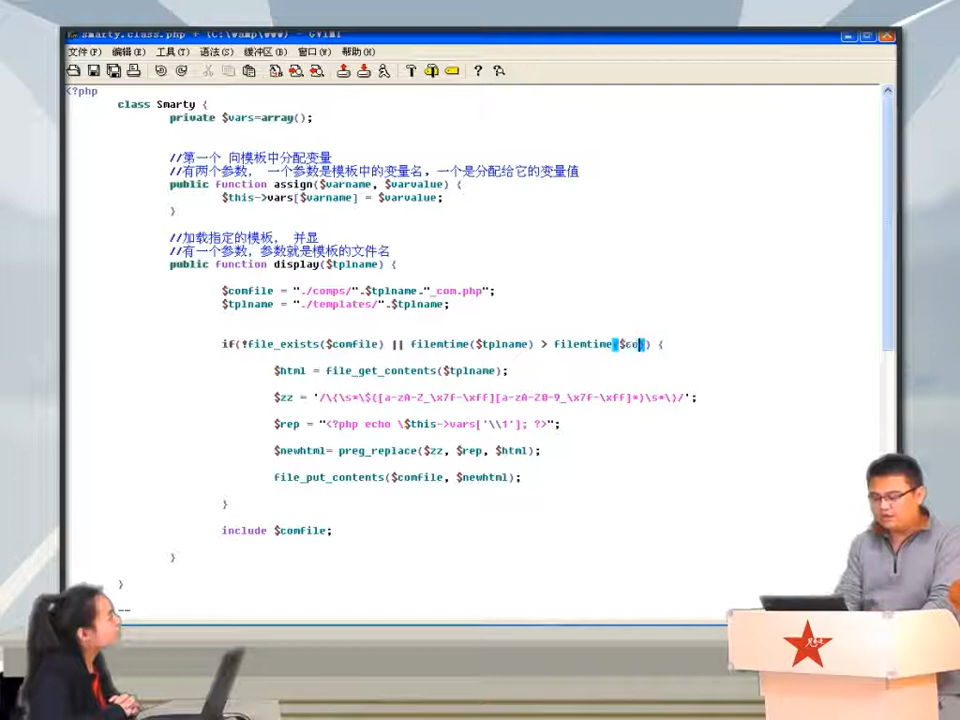 smarty.class.php + (C:\wamp\www) - GVIM1
文件(F) 编辑(E) 工具(T) 语法(S) 缓冲区(B) 窗口(W) 帮助(H)
<?php
class Smarty {
private $vars=array();
//第一个 向模板中分配变量
//有两个参数， 一个参数是模板中的变量名，一个是分配给它的变量值
public function assign($varname, $varvalue) {
$this->vars[$varname] = $varvalue;
}
//加载指定的模板， 并显
//有一个参数，参数就是模板的文件名
public function display($tplname) {
$comfile = "./comps/".$tplname."_com.php";
$tplname = "./templates/".$tplname;
if(!file_exists($comfile) || filemtime($tplname) > filemtime($co)) {
$html = file_get_contents($tplname);
$zz = '/\{\s*\$([a-zA-Z_\x7f-\xff][a-zA-Z0-9_\x7f-\xff]*)\s*\}/';
$rep = "<?php echo \$this->vars['\\1']; ?>";
$newhtml= preg_replace($zz, $rep, $html);
file_put_contents($comfile, $newhtml);
}
include $comfile;
}
}
--